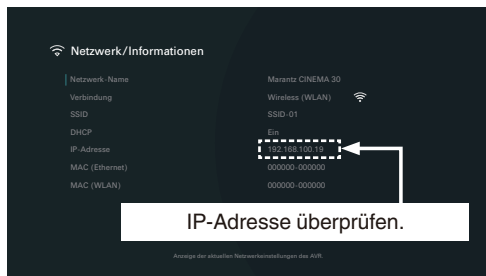 Netzwerk/Informationen
Netzwerk-Name Marantz CINEMA 30
Verbindung Wireless (WLAN)
SSID SSID-01
DHCP Ein
IP-Adresse 192.168.100.19
MAC (Ethernet) 000000-000000
MAC (WLAN) 000000-000000
IP-Adresse überprüfen.
Anzeige der aktuellen Netzwerkeinstellungen des AVR.